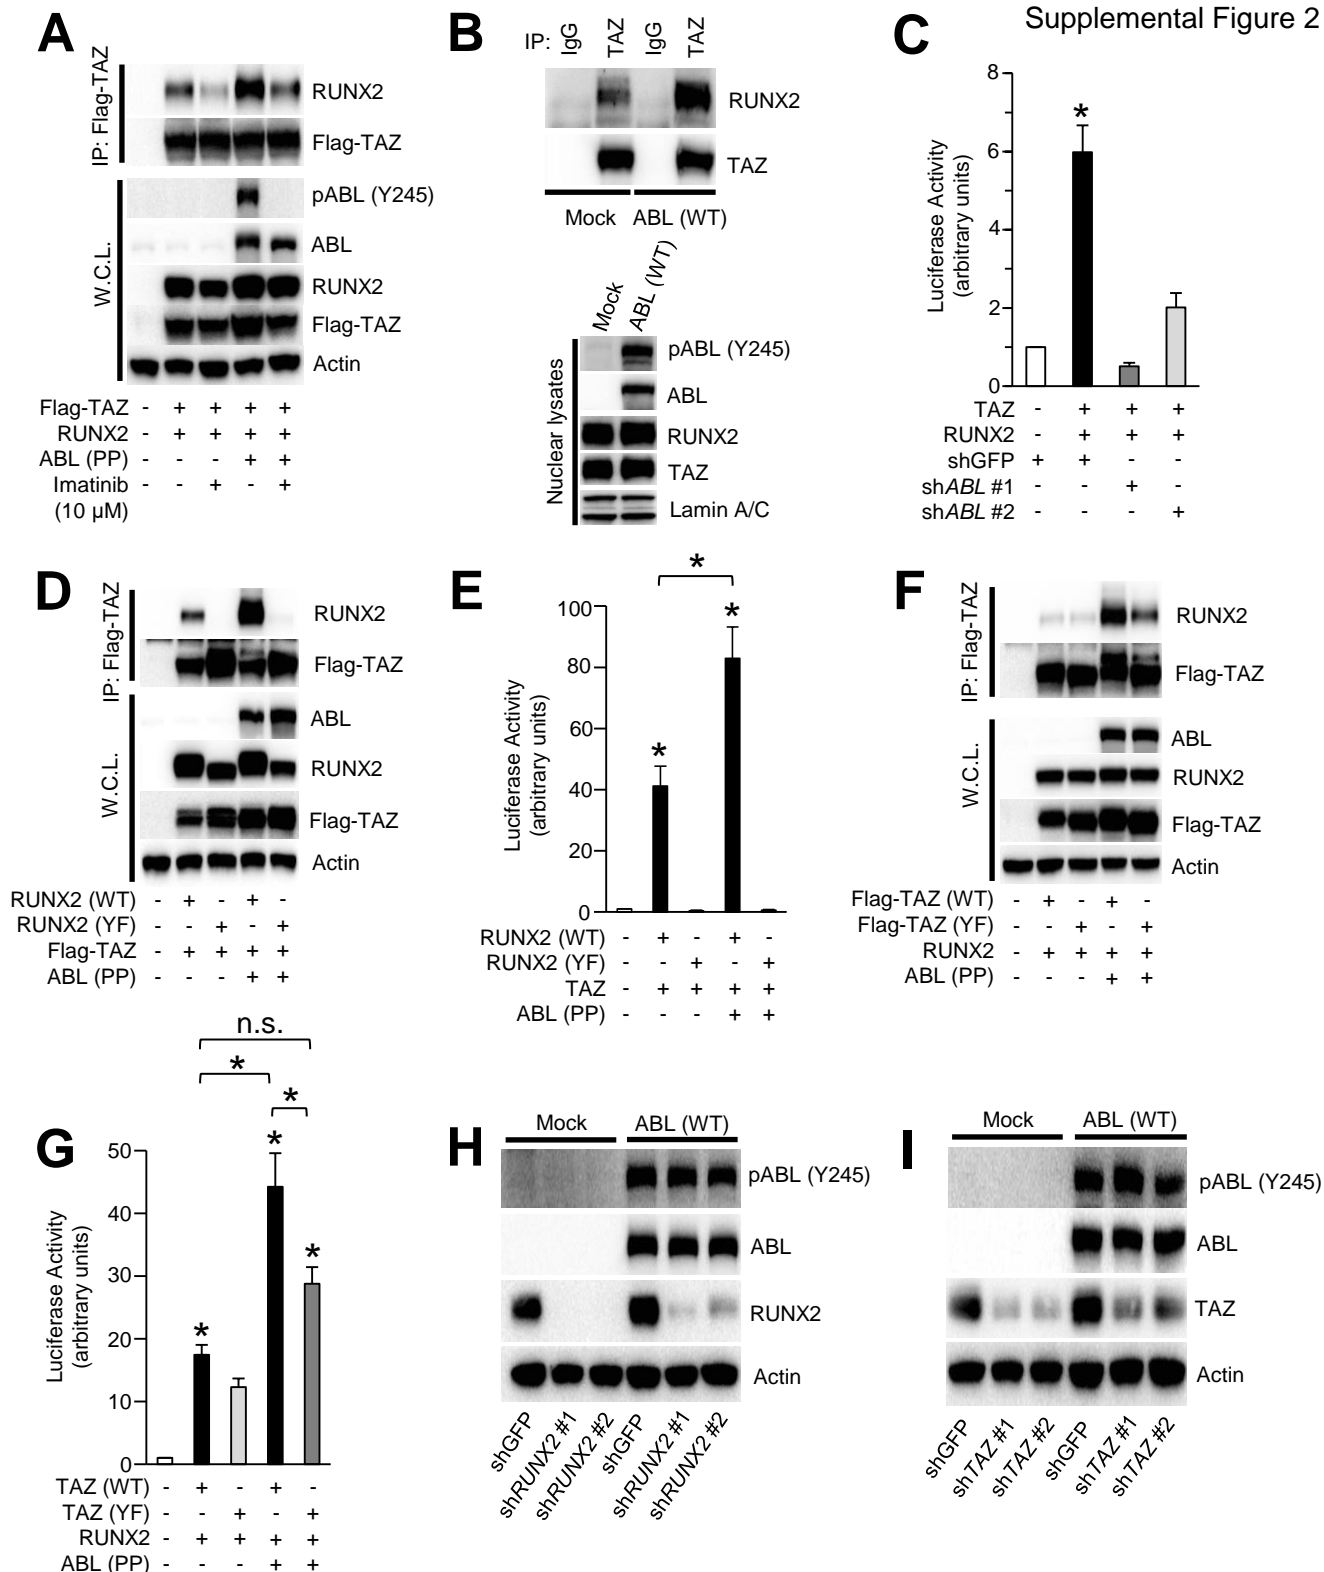 Supplemental Figure 2
A
IP: Flag-TAZ
RUNX2
Flag-TAZ
W.C.L.
pABL (Y245)
ABL
RUNX2
Flag-TAZ
Actin
Flag-TAZ - + + + +
RUNX2 - + + + +
ABL (PP) - - - + +
Imatinib - - + - +
(10 µM)
B
IP: IgG TAZ IgG TAZ
RUNX2
TAZ
Mock ABL (WT)
Mock ABL (WT)
Nuclear lysates
pABL (Y245)
ABL
RUNX2
TAZ
Lamin A/C
C
Luciferase Activity
(arbitrary units)
8
6
4
2
0
*
TAZ - + + +
RUNX2 - + + +
shGFP + + - -
shABL #1 - - + -
shABL #2 - - - +
D
IP: Flag-TAZ
RUNX2
Flag-TAZ
W.C.L.
ABL
RUNX2
Flag-TAZ
Actin
RUNX2 (WT) - + - + -
RUNX2 (YF) - - + - +
Flag-TAZ - + + + +
ABL (PP) - - - + +
E
Luciferase Activity
(arbitrary units)
*
*
*
100
80
60
40
20
0
RUNX2 (WT) - + - + -
RUNX2 (YF) - - + - +
TAZ - + + + +
ABL (PP) - - - + +
F
IP: Flag-TAZ
RUNX2
Flag-TAZ
W.C.L.
ABL
RUNX2
Flag-TAZ
Actin
Flag-TAZ (WT) - + - + -
Flag-TAZ (YF) - - + - +
RUNX2 - + + + +
ABL (PP) - - - + +
G
n.s.
*
*
*
*
*
Luciferase Activity
(arbitrary units)
50
40
30
20
10
0
TAZ (WT) - + - + -
TAZ (YF) - - + - +
RUNX2 - + + + +
ABL (PP) - - - + +
H
Mock ABL (WT)
pABL (Y245)
ABL
RUNX2
Actin
shGFP
shRUNX2 #1
shRUNX2 #2
shGFP
shRUNX2 #1
shRUNX2 #2
I
Mock ABL (WT)
pABL (Y245)
ABL
TAZ
Actin
shGFP
shTAZ #1
shTAZ #2
shGFP
shTAZ #1
shTAZ #2